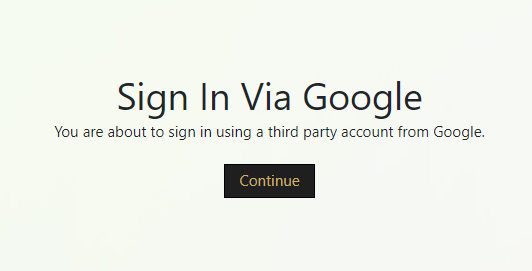 Sign In Via Google
You are about to sign in using a third party account from Google.
Continue